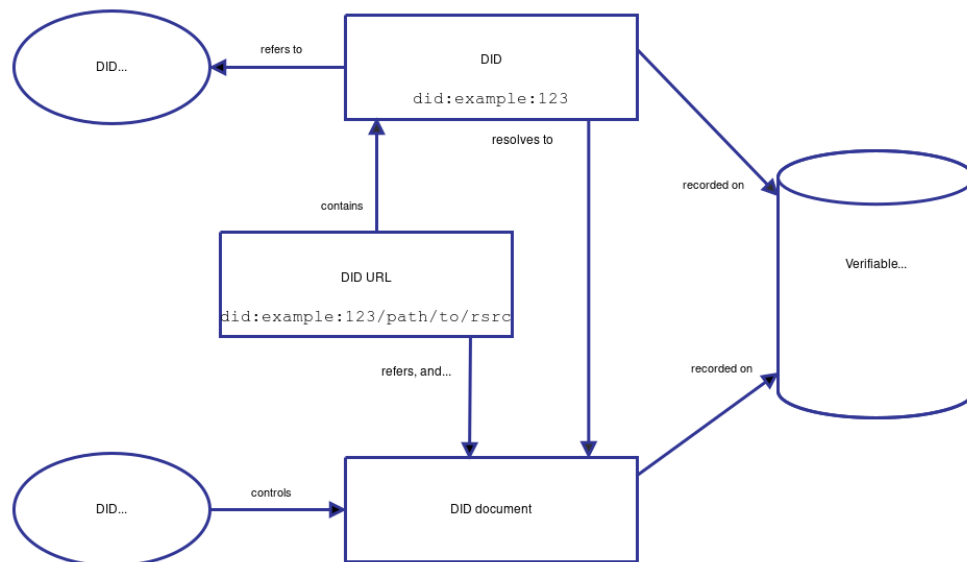 DID...
refers to
DID
did:example:123
resolves to
recorded on
contains
DID URL
did:example:123/path/to/rsrc
Verifiable...
refers, and...
recorded on
DID...
controls
DID document